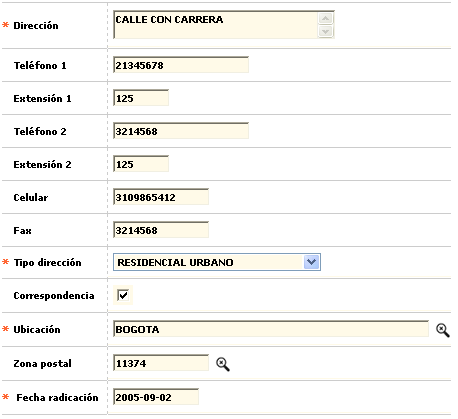 * Dirección CALLE CON CARRERA
Teléfono 1 21345678
Extensión 1 125
Teléfono 2 3214568
Extensión 2 125
Celular 3109865412
Fax 3214568
* Tipo dirección RESIDENCIAL URBANO
Correspondencia
* Ubicación BOGOTA
Zona postal 11374
* Fecha radicación 2005-09-02